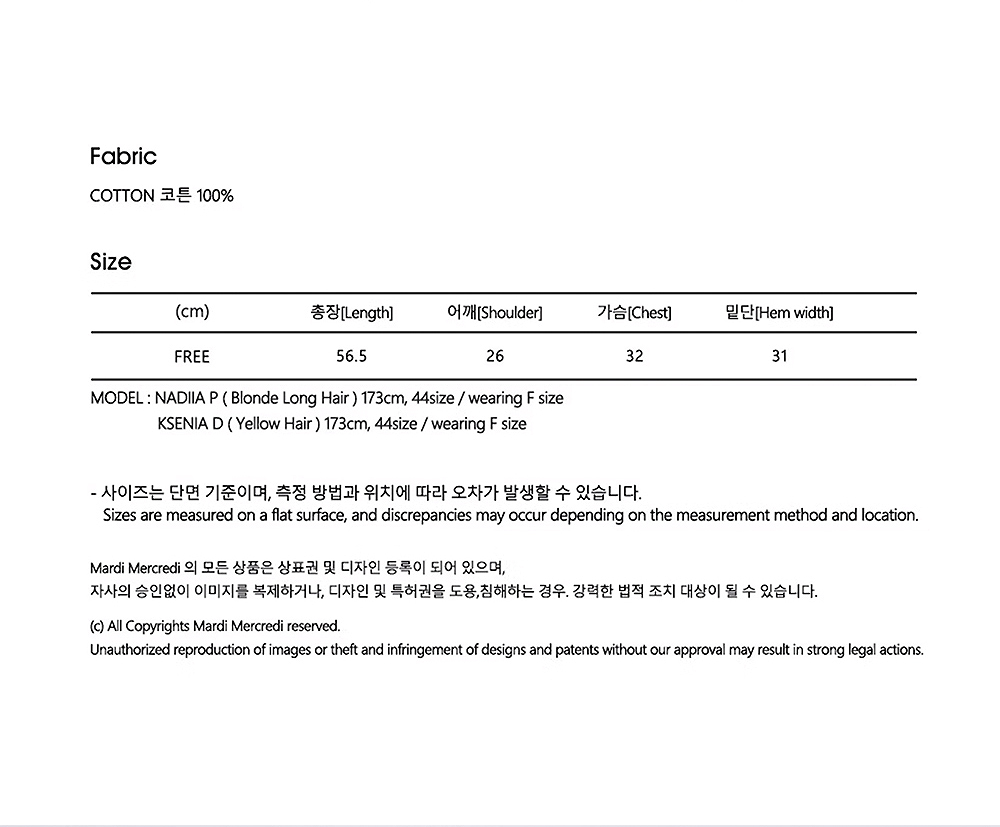 Fabric
COTTON 코튼 100%
Size
(cm) 총장[Length] 어깨[Shoulder] 가슴[Chest] 밑단[Hem width]
FREE 56.5 26 32 31
MODEL : NADIIA P ( Blonde Long Hair ) 173cm, 44size / wearing F size
KSENIA D ( Yellow Hair ) 173cm, 44size / wearing F size
- 사이즈는 단면 기준이며, 측정 방법과 위치에 따라 오차가 발생할 수 있습니다.
Sizes are measured on a flat surface, and discrepancies may occur depending on the measurement method and location.
Mardi Mercredi 의 모든 상품은 상표권 및 디자인 등록이 되어 있으며,
자사의 승인없이 이미지를 복제하거나, 디자인 및 특허권을 도용,침해하는 경우. 강력한 법적 조치 대상이 될 수 있습니다.
(c) All Copyrights Mardi Mercredi reserved.
Unauthorized reproduction of images or theft and infringement of designs and patents without our approval may result in strong legal actions.